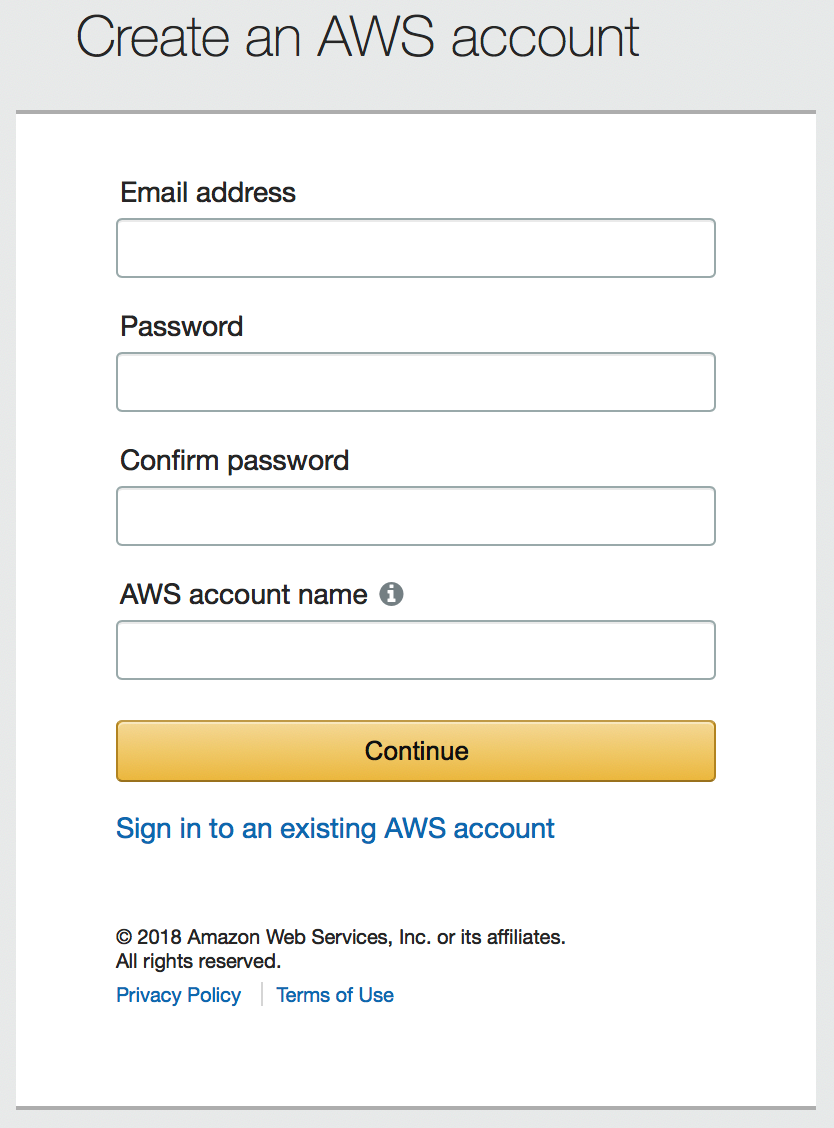 Create an AWS account
Email address
Password
Confirm password
AWS account name
Continue
Sign in to an existing AWS account
© 2018 Amazon Web Services, Inc. or its affiliates.
All rights reserved.
Privacy Policy | Terms of Use